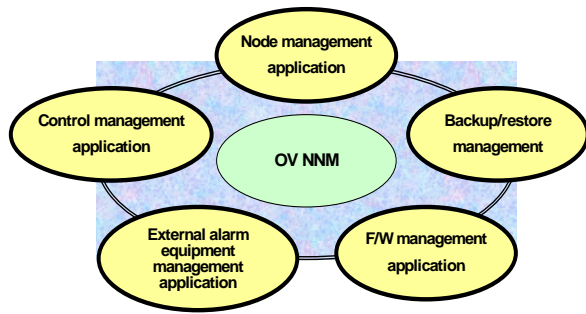 Node management
application
Control management
application
Backup/restore
management
OV NNM
External alarm
equipment
management
application
F/W management
application